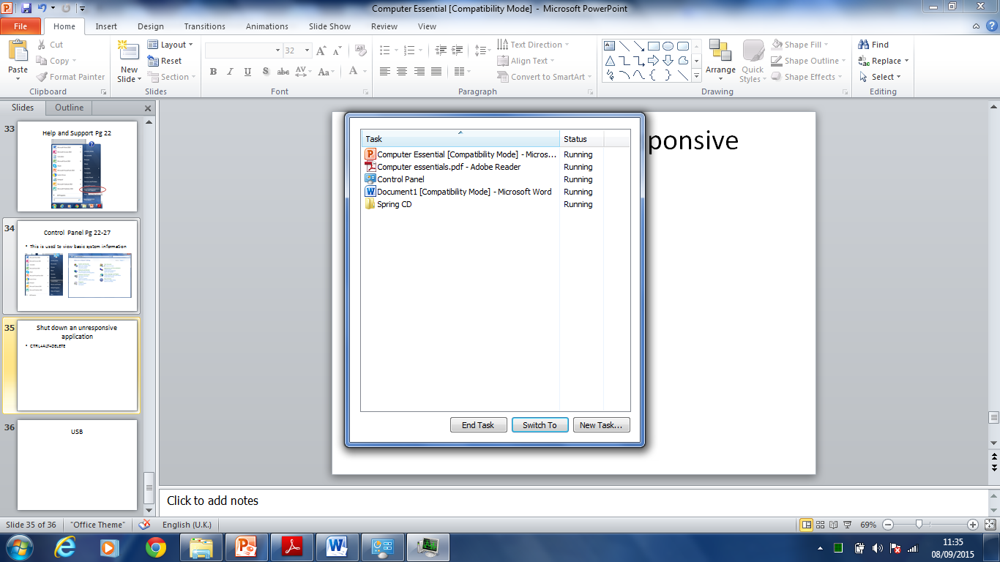 Computer Essential [Compatibility Mode] - Microsoft PowerPoint
File Home Insert Design Transitions Animations Slide Show Review View
Paste
Cut
Copy
Format Painter
Clipboard
New Slide
Layout
Reset
Section
Slides
32
B I U S abc AV Aa A
Font
Text Direction
Align Text
Convert to SmartArt
Paragraph
Arrange
Quick Styles
Shape Fill
Shape Outline
Shape Effects
Drawing
Find
Replace
Select
Editing
Slides Outline
33
Help and Support Pg 22
34
Control Panel Pg 22-27
This is used to view basic system information
35
Shut down an unresponsive
application
CTRL+ALT+DELETE
36
USB
ponsive
Task Status
Computer Essential [Compatibility Mode] - Micros... Running
Computer essentials.pdf - Adobe Reader Running
Control Panel Running
Document1 [Compatibility Mode] - Microsoft Word Running
Spring CD Running
End Task Switch To New Task...
Click to add notes
Slide 35 of 36 "Office Theme" English (U.K.) 69%
11:35
08/09/2015